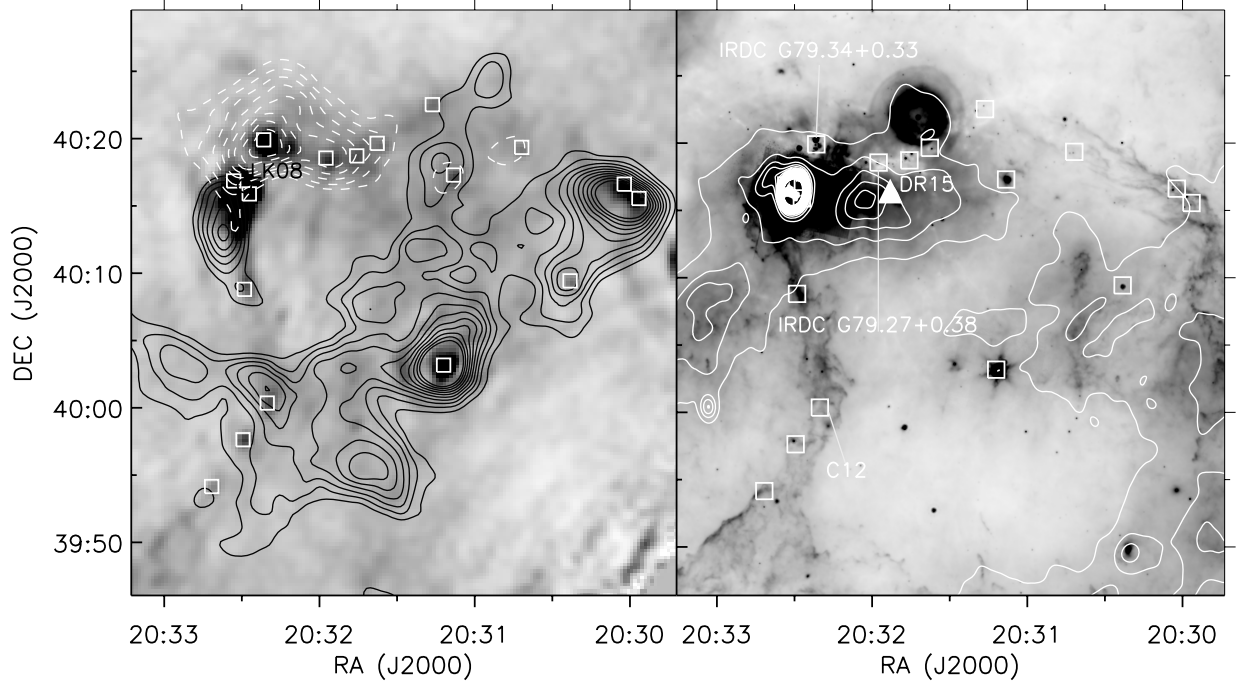 IRDC G79.34+0.33
40:20
LK08
DR15
40:10
DEC (J2000)
IRDC G79.27+0.38
40:00
C12
39:50
20:33 20:32 20:31 20:30 20:33 20:32 20:31 20:30
RA (J2000) RA (J2000)